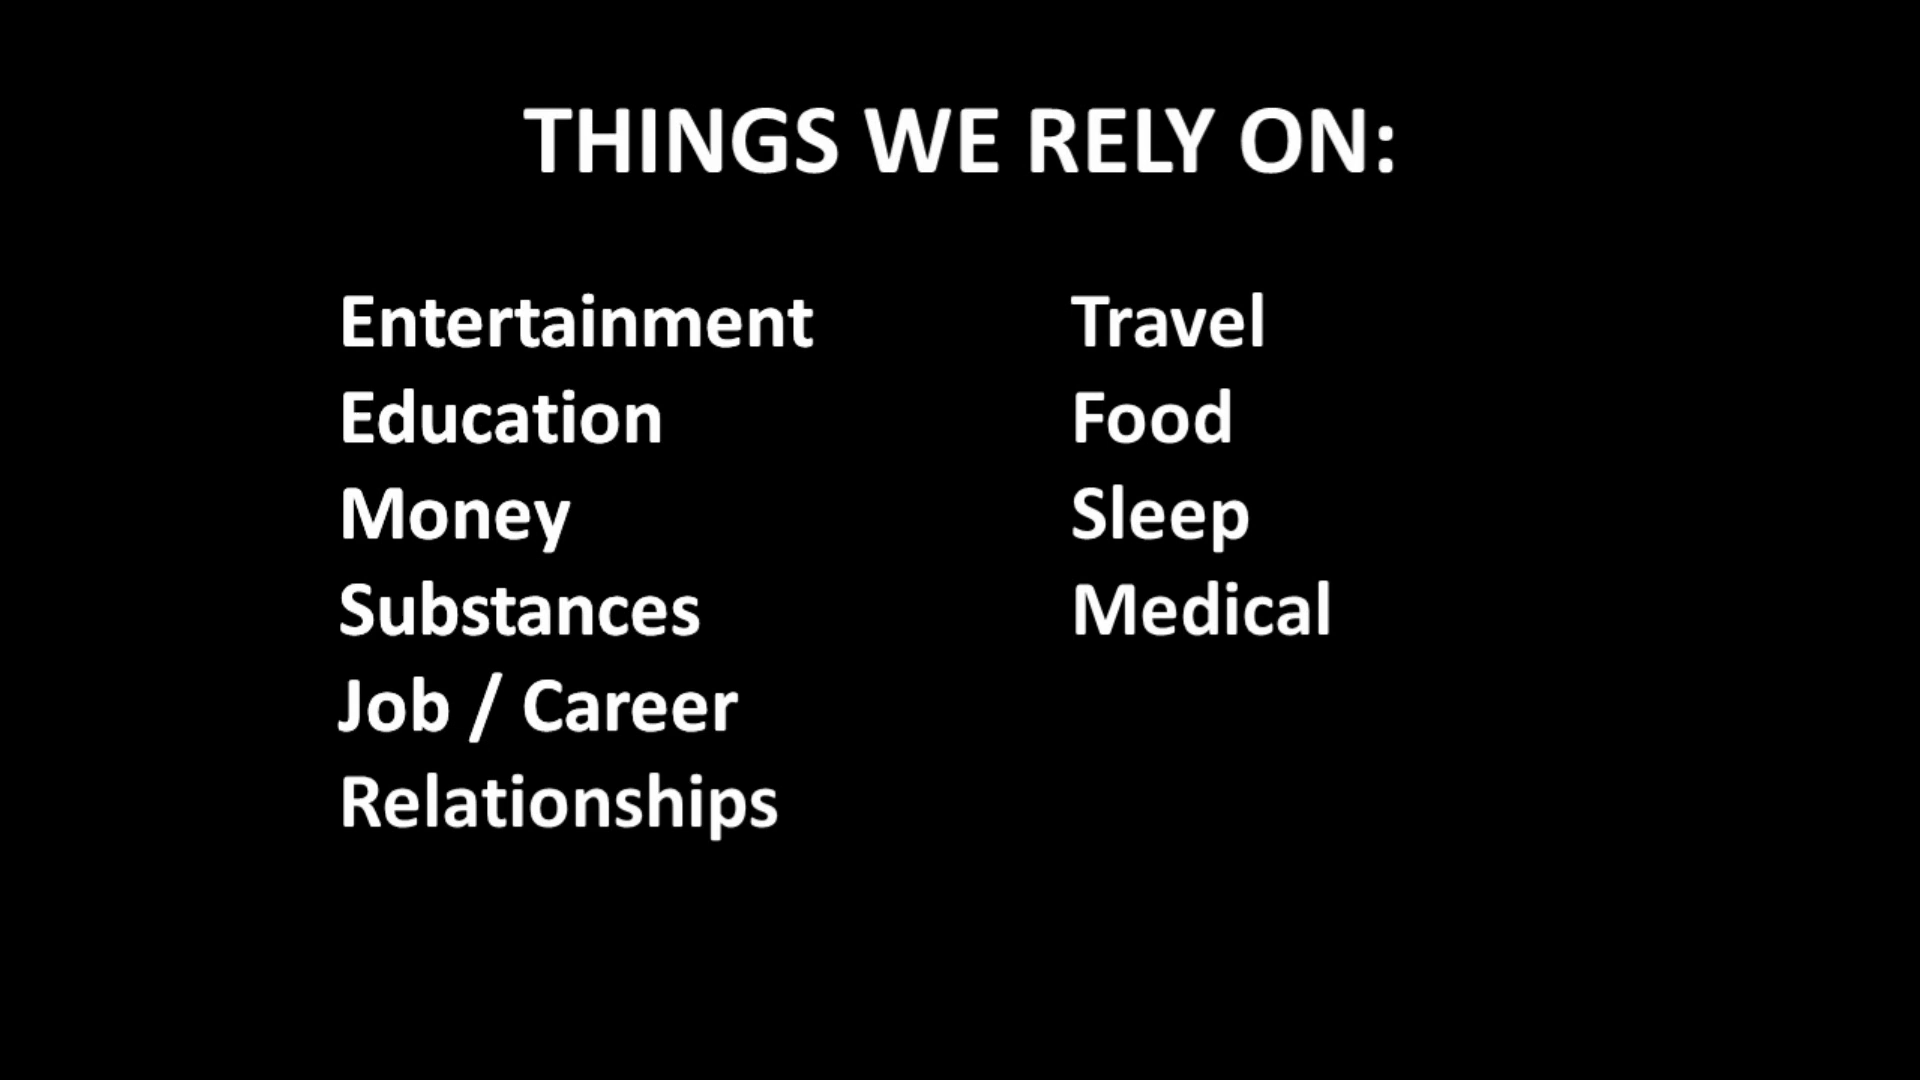 THINGS WE RELY ON:
Entertainment
Education
Money
Substances
Job / Career
Relationships
Travel
Food
Sleep
Medical